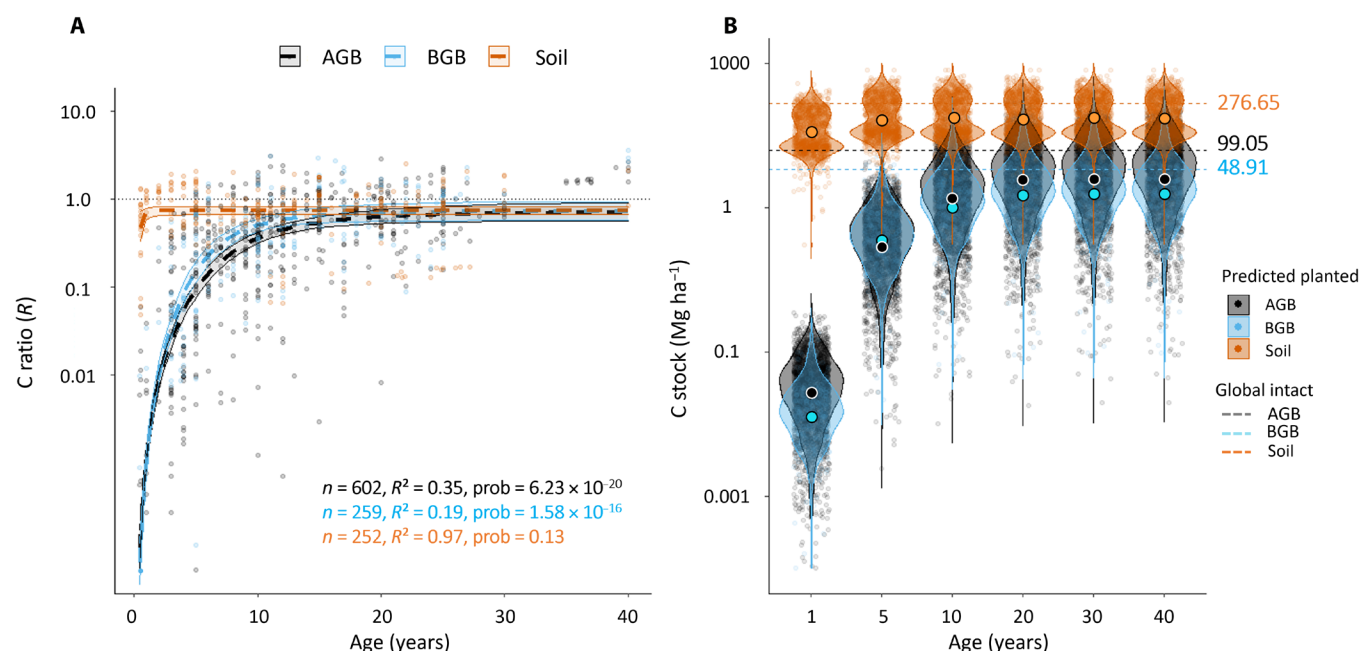 A
AGB BGB Soil
10.0
1.0
0.1
0.01
C ratio (R)
n = 602, R² = 0.35, prob = 6.23 × 10⁻²⁰
n = 259, R² = 0.19, prob = 1.58 × 10⁻¹⁶
n = 252, R² = 0.97, prob = 0.13
0 10 20 30 40
Age (years)
B
1000
1
0.1
0.001
C stock (Mg ha⁻¹)
276.65
99.05
48.91
1 5 10 20 30 40
Age (years)
Predicted planted
AGB
BGB
Soil
Global intact
AGB
BGB
Soil